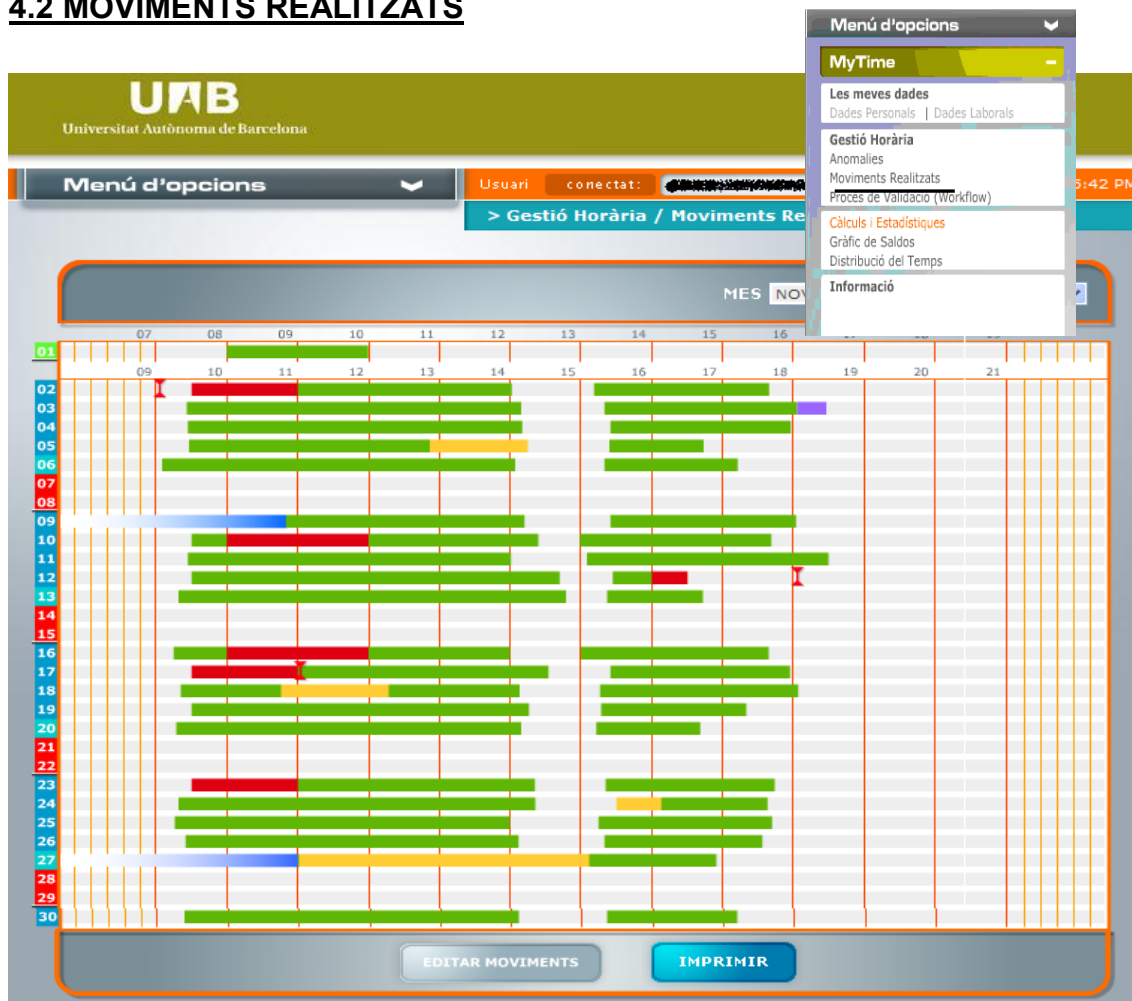 4.2 MOVIMENTS REALITZATS
Menú d'opcions
MyTime
Les meves dades
Dades Personals | Dades Laborals
Gestió Horària
Anomalies
Moviments Realitzats
Proces de Validació (Workflow)
Càlculs i Estadístiques
Gràfic de Saldos
Distribució del Temps
Informació
UAB
Universitat Autònoma de Barcelona
Menú d'opcions
Usuari conectat: 5:42 PM
> Gestió Horària / Moviments Re
MES NOV
07 08 09 10 11 12 13 14 15 16
01
09 10 11 12 13 14 15 16 17 18 19 20 21
02
03
04
05
06
07
08
09
10
11
12
13
14
15
16
17
18
19
20
21
22
23
24
25
26
27
28
29
30
EDITAR MOVIMENTS IMPRIMIR